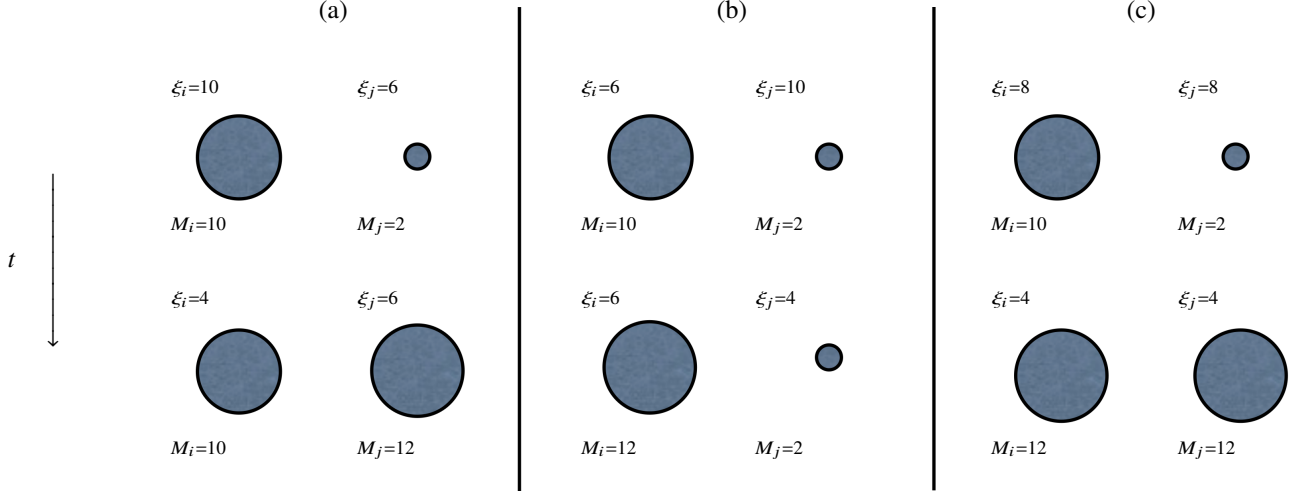 (a) (b) (c)
ξi=10 ξj=6 ξi=6 ξj=10 ξi=8 ξj=8
Mi=10 Mj=2 Mi=10 Mj=2 Mi=10 Mj=2
t
ξi=4 ξj=6 ξi=6 ξj=4 ξi=4 ξj=4
Mi=10 Mj=12 Mi=12 Mj=2 Mi=12 Mj=12